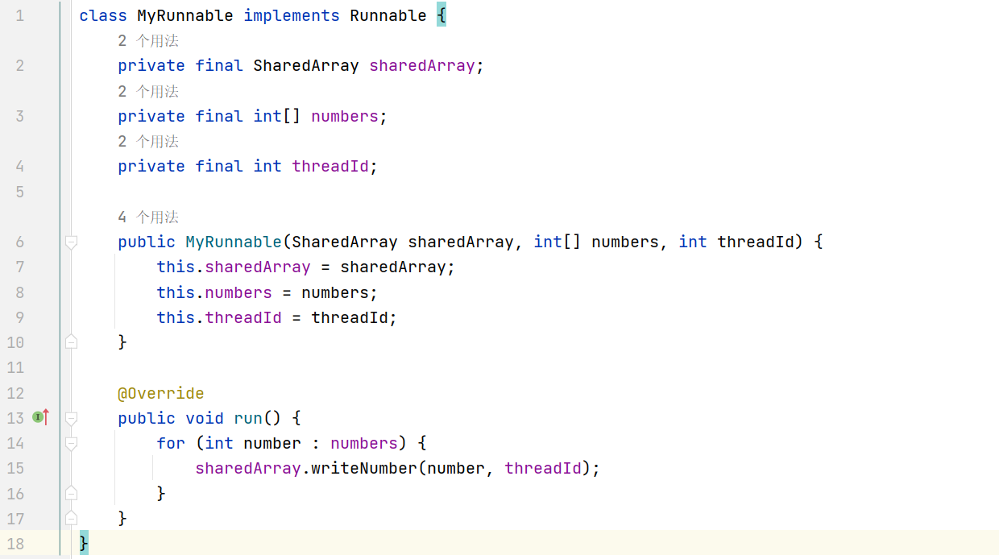 1 class MyRunnable implements Runnable {
2 个用法
2 private final SharedArray sharedArray;
2 个用法
3 private final int[] numbers;
2 个用法
4 private final int threadId;
5
4 个用法
6 public MyRunnable(SharedArray sharedArray, int[] numbers, int threadId) {
7 this.sharedArray = sharedArray;
8 this.numbers = numbers;
9 this.threadId = threadId;
10 }
11
12 @Override
13 I public void run() {
14 for (int number : numbers) {
15 sharedArray.writeNumber(number, threadId);
16 }
17 }
18 }